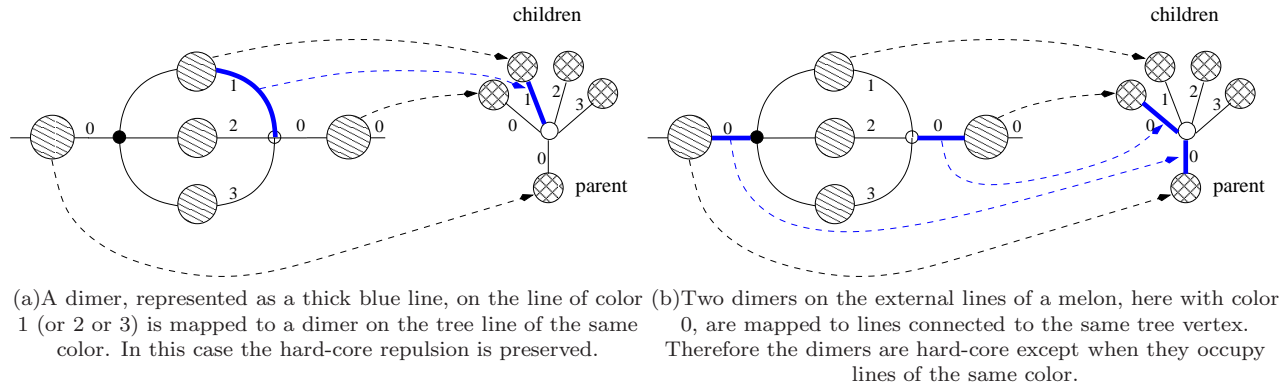 children
children
1
1
2
3
0
0
2
0
0
0
parent
3
1
1
2
3
0
0
2
0
0
0
parent
3
(a)A dimer, represented as a thick blue line, on the line of color
1 (or 2 or 3) is mapped to a dimer on the tree line of the same
color. In this case the hard-core repulsion is preserved.
(b)Two dimers on the external lines of a melon, here with color
0, are mapped to lines connected to the same tree vertex.
Therefore the dimers are hard-core except when they occupy
lines of the same color.